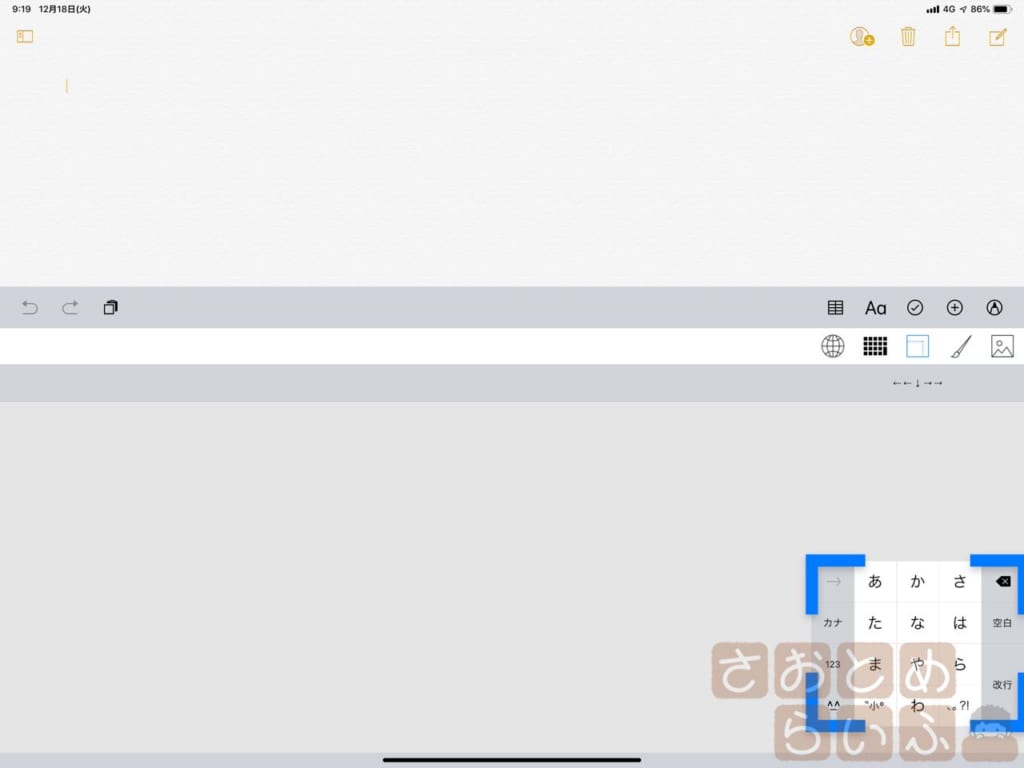 9:19 12月18日(火)
4G 86%
Aa
←←↓→→
→ あ か さ
カナ た な は 空白
123 ま や ら
改行
^^ ゛小゜ わ 、。?!
さおとめ
らいふ